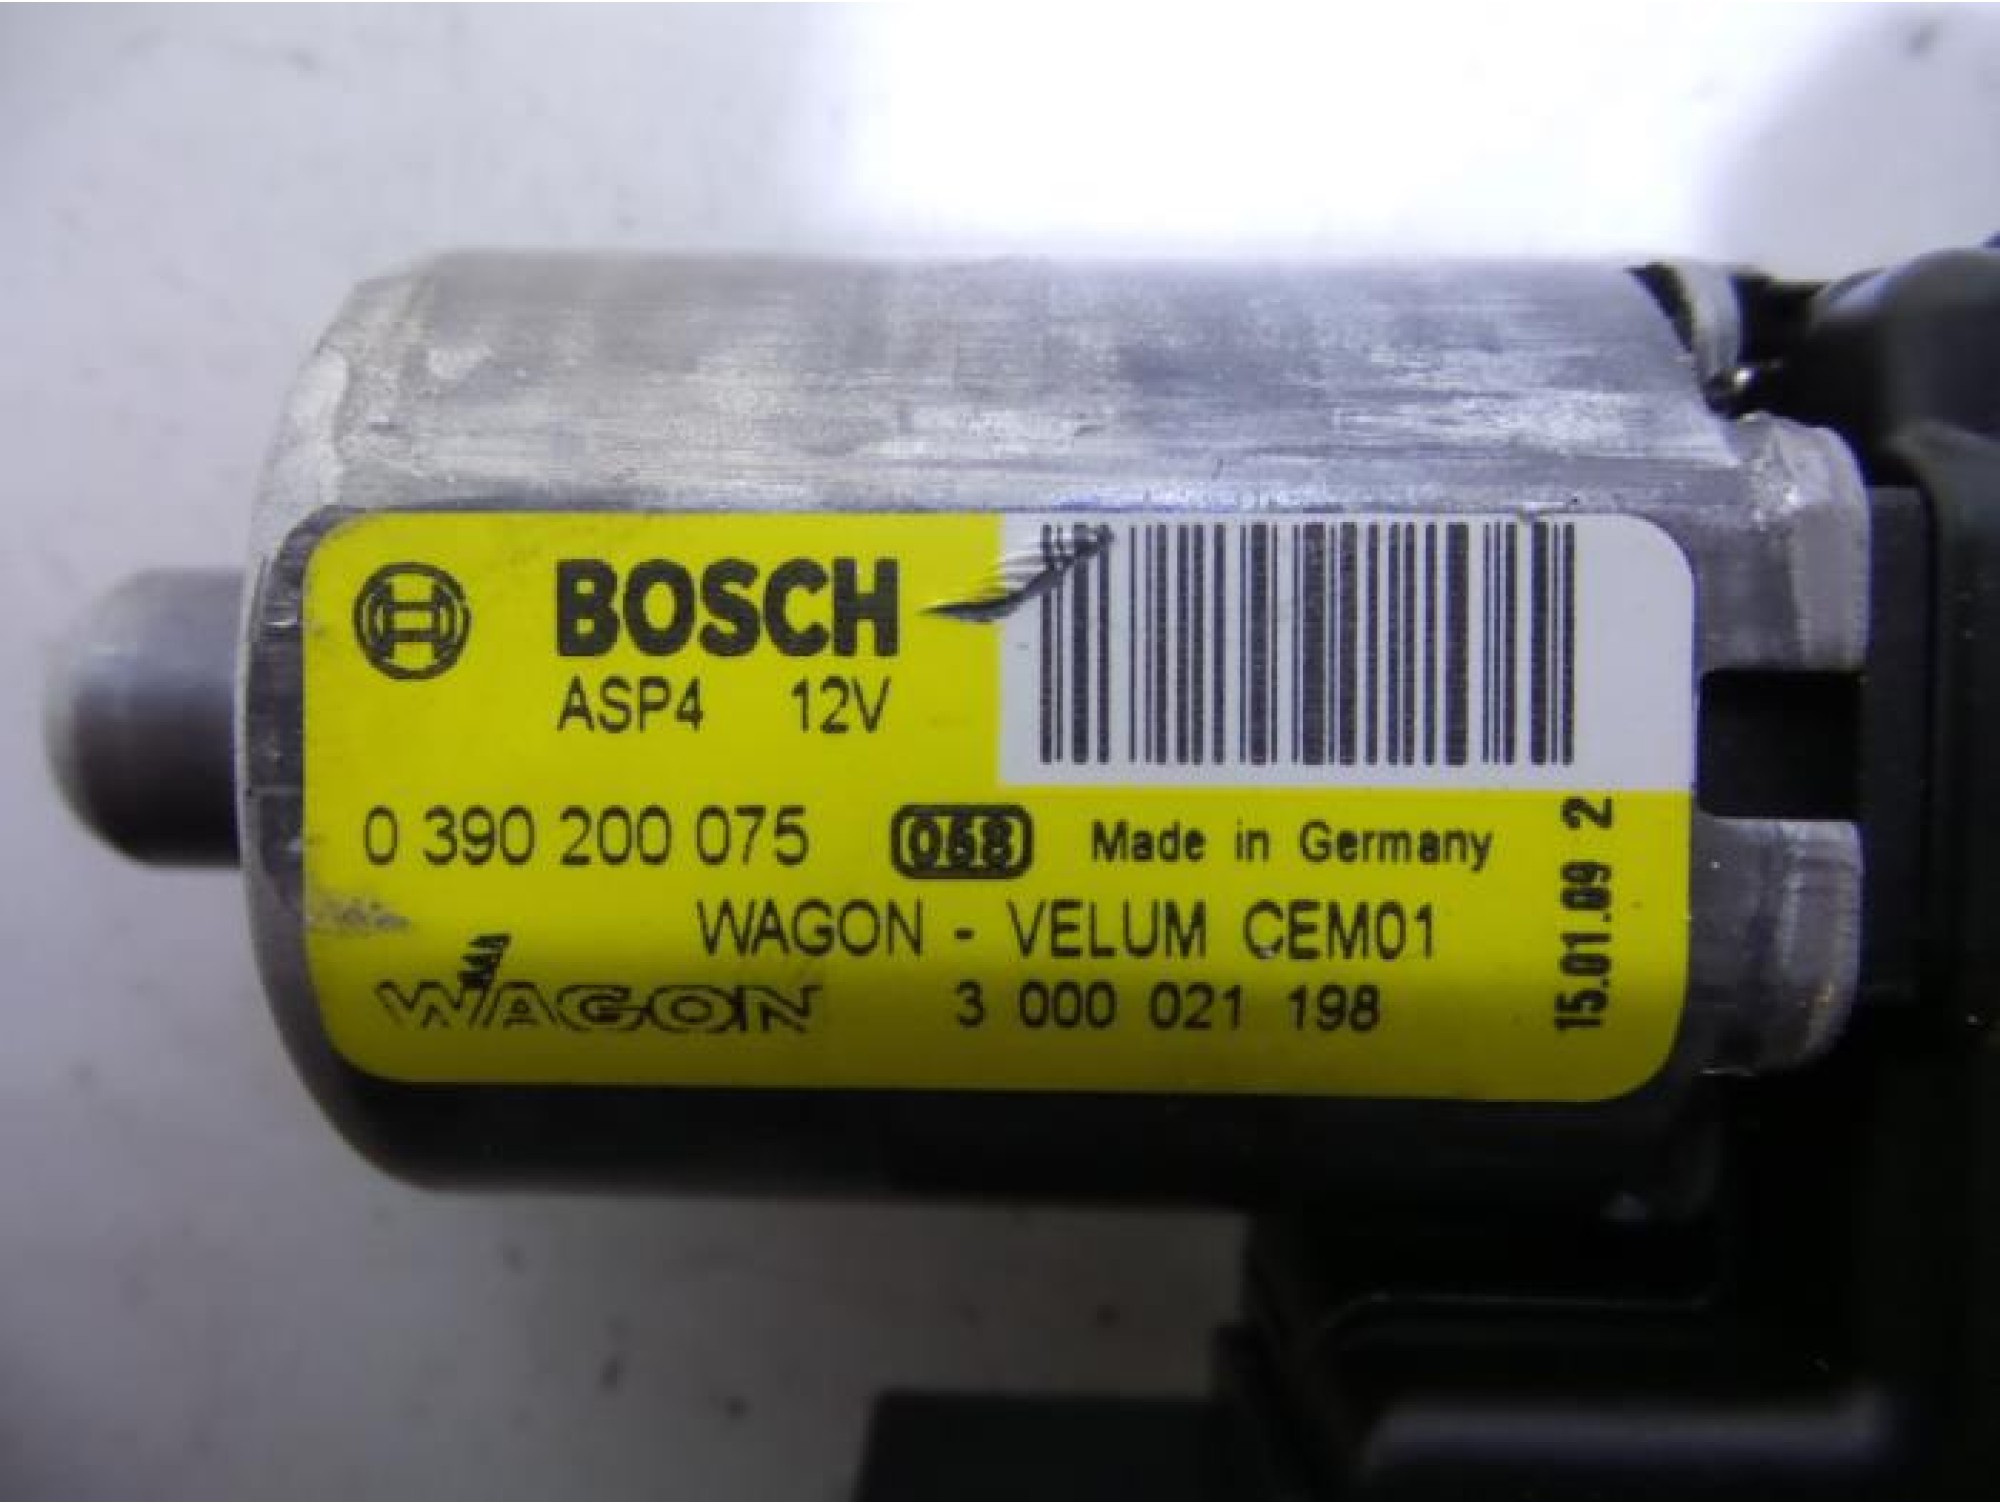 BOSCH
ASP4 12V
0 390 200 075 068 Made in Germany
WAGON - VELUM CEM01
WAGON 3 000 021 198
15.01.09 2